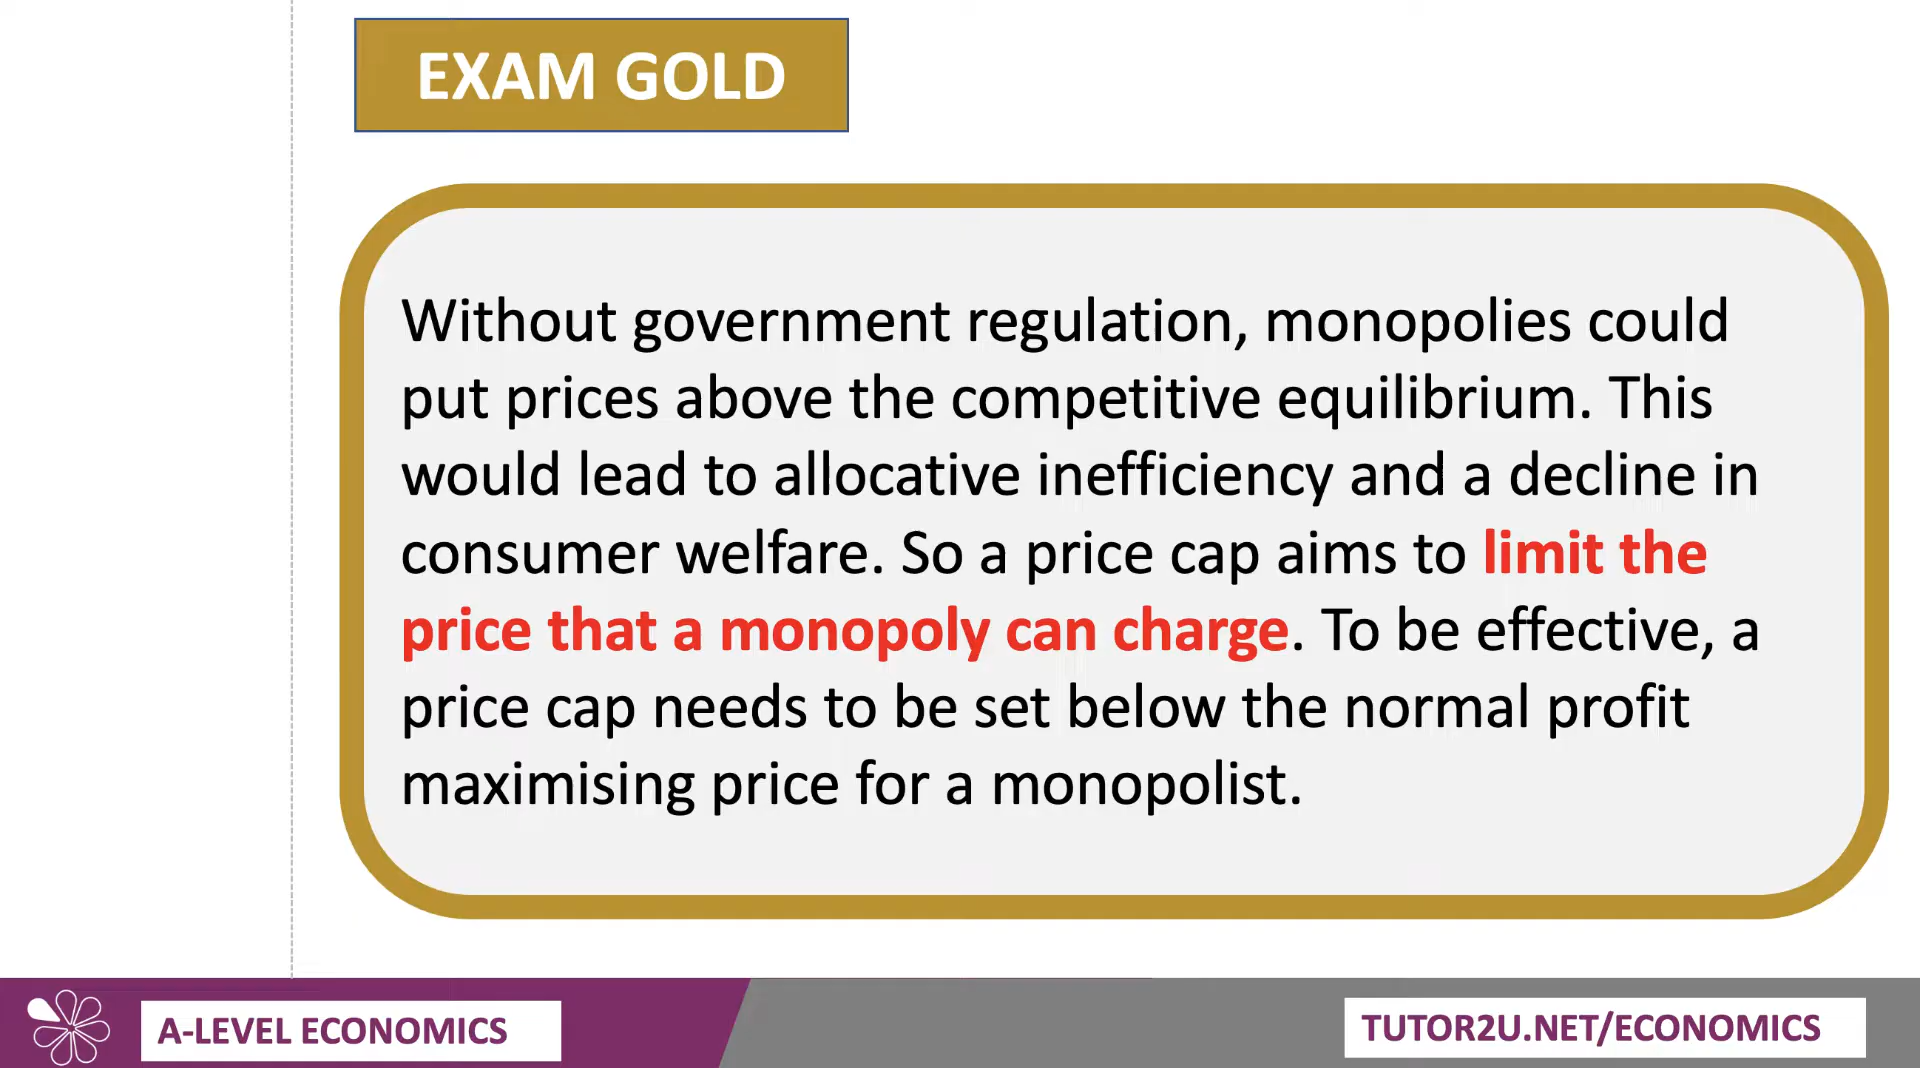 EXAM GOLD
Without government regulation, monopolies could
put prices above the competitive equilibrium. This
would lead to allocative inefficiency and a decline in
consumer welfare. So a price cap aims to limit the
price that a monopoly can charge. To be effective, a
price cap needs to be set below the normal profit
maximising price for a monopolist.
A-LEVEL ECONOMICS
TUTOR2U.NET/ECONOMICS